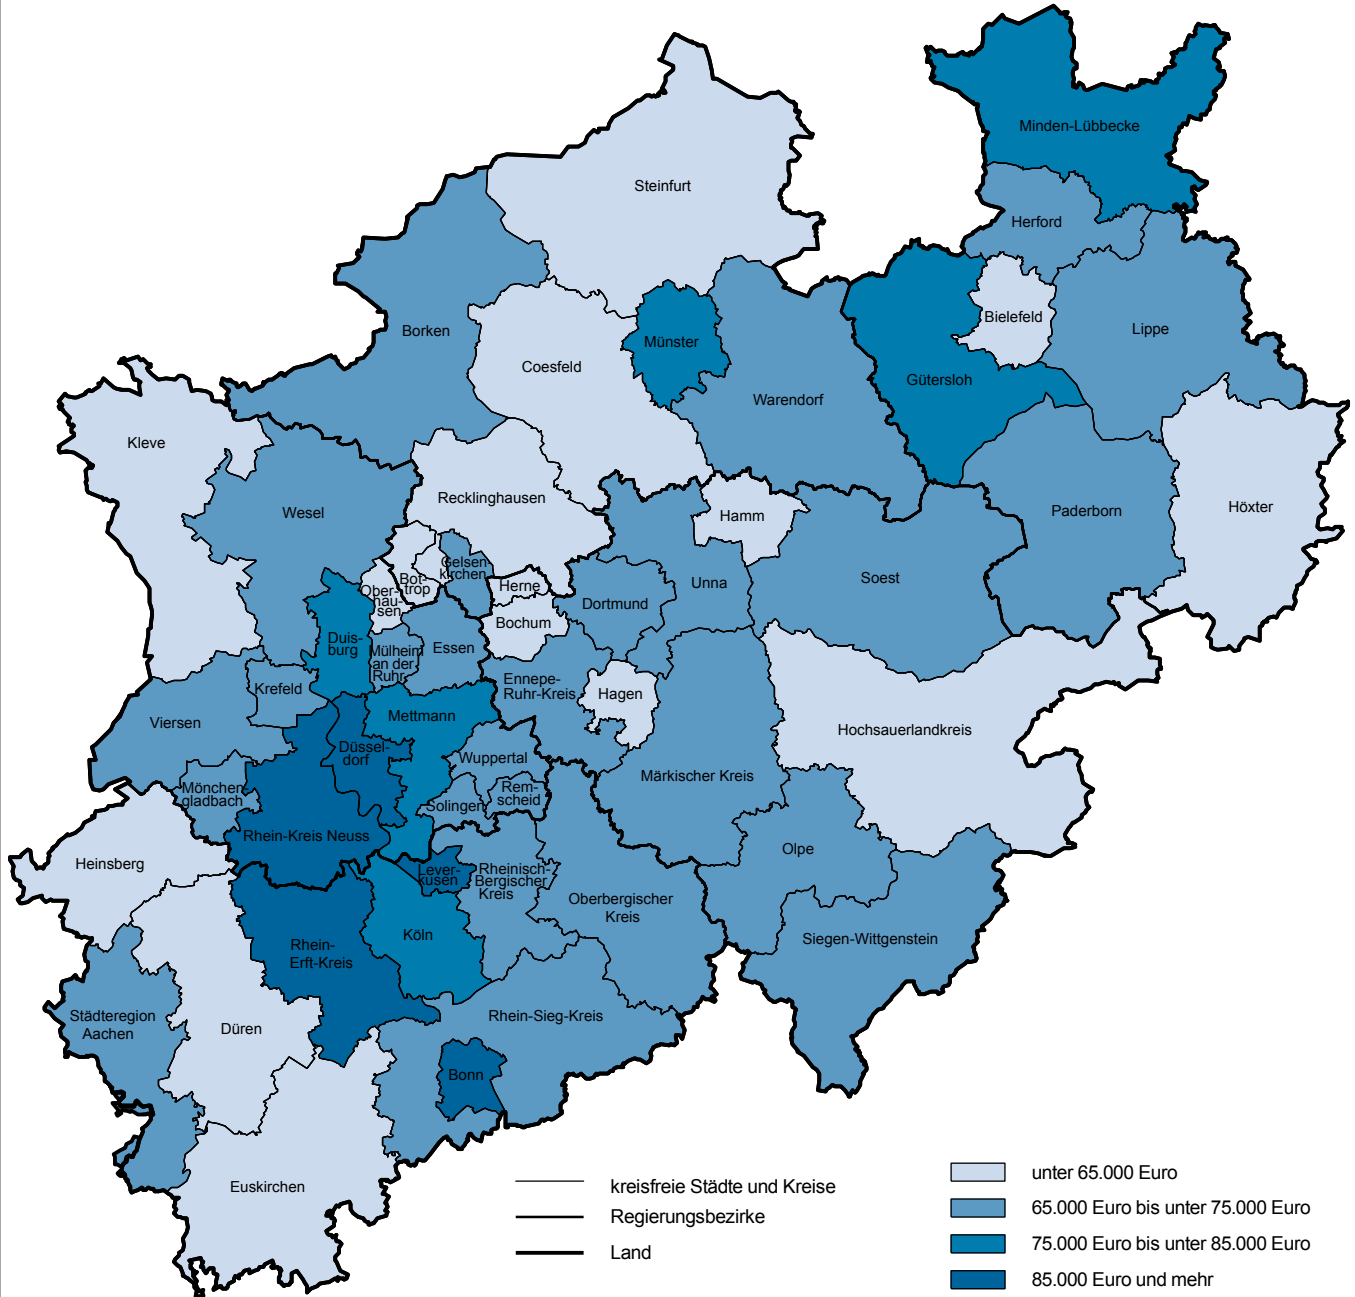 Minden-Lübbecke
Steinfurt
Herford
Bielefeld
Lippe
Borken
Münster
Coesfeld
Gütersloh
Warendorf
Kleve
Recklinghausen
Wesel
Hamm
Paderborn
Höxter
Gelsen-
kirchen
Bot-
trop
Ober-
hau-
sen
Herne
Unna
Soest
Dortmund
Bochum
Duis-
burg
Mülheim
an der
Ruhr
Essen
Krefeld
Ennepe-
Ruhr-Kreis
Hagen
Viersen
Mettmann
Hochsauerlandkreis
Düssel-
dorf
Wuppertal
Märkischer Kreis
Mönchen-
gladbach
Solingen
Rem-
scheid
Rhein-Kreis Neuss
Olpe
Heinsberg
Lever-
kusen
Rheinisch-
Bergischer
Kreis
Oberbergischer
Kreis
Köln
Siegen-Wittgenstein
Rhein-
Erft-Kreis
Städteregion
Aachen
Düren
Rhein-Sieg-Kreis
Bonn
Euskirchen
kreisfreie Städte und Kreise
Regierungsbezirke
Land
unter 65.000 Euro
65.000 Euro bis unter 75.000 Euro
75.000 Euro bis unter 85.000 Euro
85.000 Euro und mehr